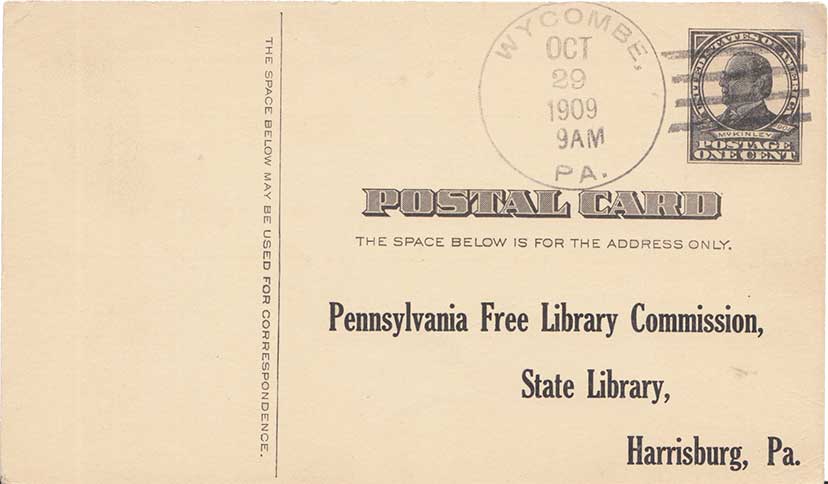 WYCOMBE,
OCT
29
1909
9AM
PA.
UNITED STATES OF AMERICA
McKINLEY
POSTAGE
ONE CENT
POSTAL CARD
THE SPACE BELOW IS FOR THE ADDRESS ONLY.
THE SPACE BELOW MAY BE USED FOR CORRESPONDENCE.
Pennsylvania Free Library Commission,
State Library,
Harrisburg, Pa.